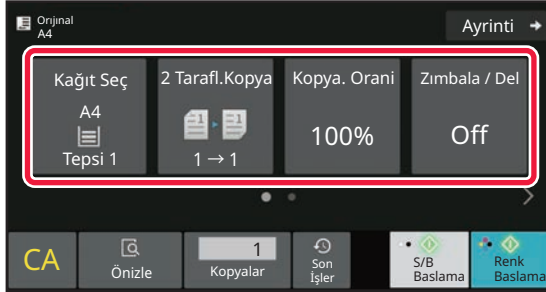 Orijinal
A4
Ayrinti
Kağıt Seç
A4
Tepsi 1
2 Tarafl.Kopya
1 → 1
Kopya. Orani
100%
Zımbala / Del
Off
CA
Önizle
1
Kopyalar
Son
İşler
S/B
Baslama
Renk
Baslama